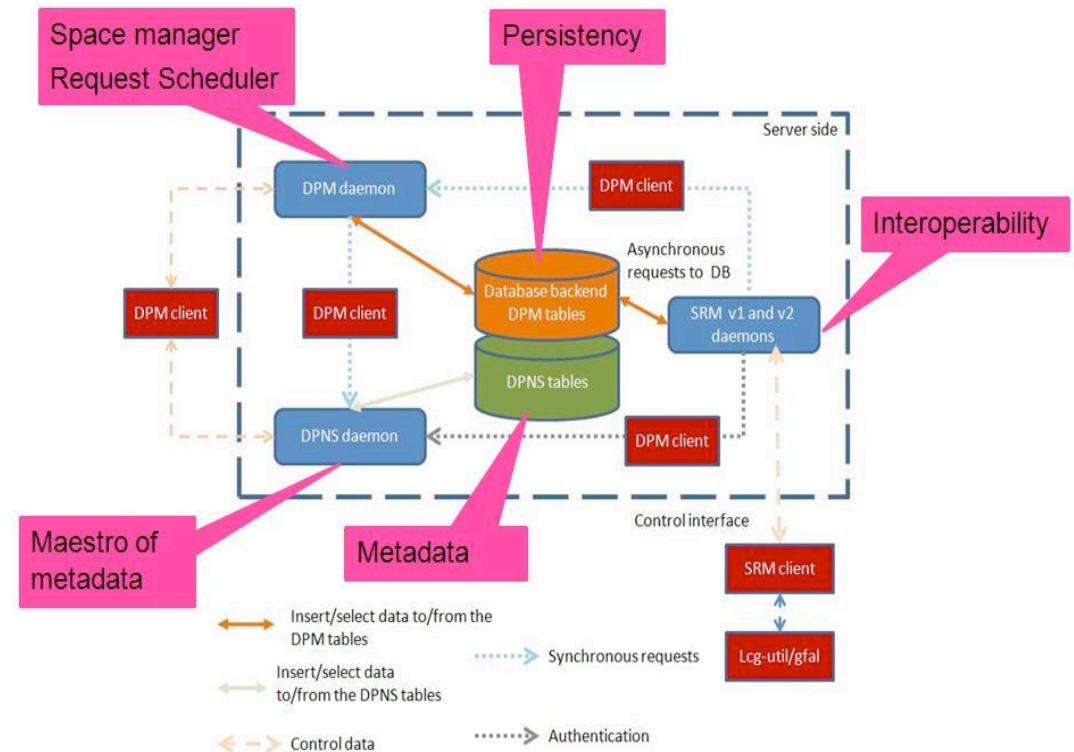 Space manager
Request Scheduler
Persistency
Server side
DPM daemon
DPM client
Interoperability
Asynchronous
requests to DB
Database backend
DPM tables
DPM client
DPM client
SRM v1 and v2
daemons
DPNS tables
DPNS daemon
DPM client
Maestro of
metadata
Metadata
Control interface
SRM client
Insert/select data to/from the
DPM tables
Synchronous requests
Lcg-util/gfal
Insert/select data
to/from the DPNS tables
Control data
Authentication